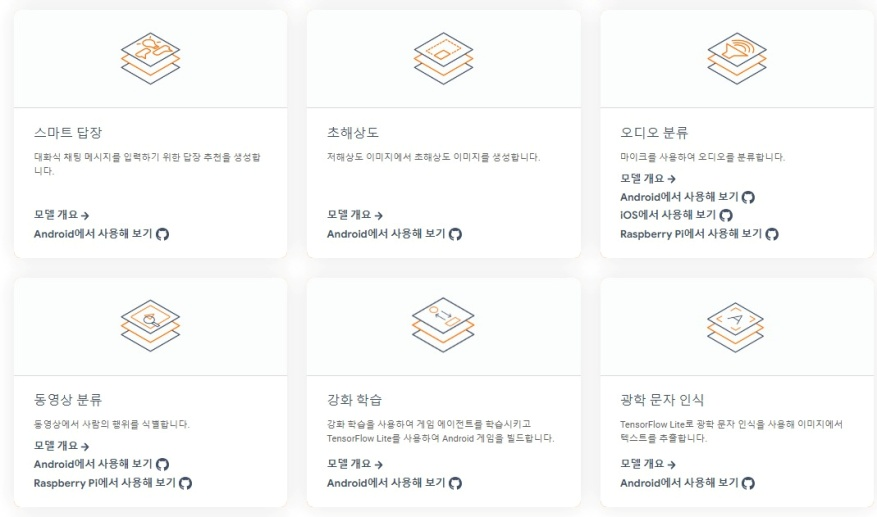 스마트 답장
대화식 채팅 메시지를 입력하기 위한 답장 추천을 생성합
니다.
모델 개요 →
Android에서 사용해 보기
초해상도
저해상도 이미지에서 초해상도 이미지를 생성합니다.
모델 개요 →
Android에서 사용해 보기
오디오 분류
마이크를 사용하여 오디오를 분류합니다.
모델 개요 →
Android에서 사용해 보기
iOS에서 사용해 보기
Raspberry Pi에서 사용해 보기
동영상 분류
동영상에서 사람의 행위를 식별합니다.
모델 개요 →
Android에서 사용해 보기
Raspberry Pi에서 사용해 보기
강화 학습
강화 학습을 사용하여 게임 에이전트를 학습시키고
TensorFlow Lite를 사용하여 Android 게임을 빌드합니다.
모델 개요 →
Android에서 사용해 보기
광학 문자 인식
TensorFlow Lite로 광학 문자 인식을 사용해 이미지에서
텍스트를 추출합니다.
모델 개요 →
Android에서 사용해 보기